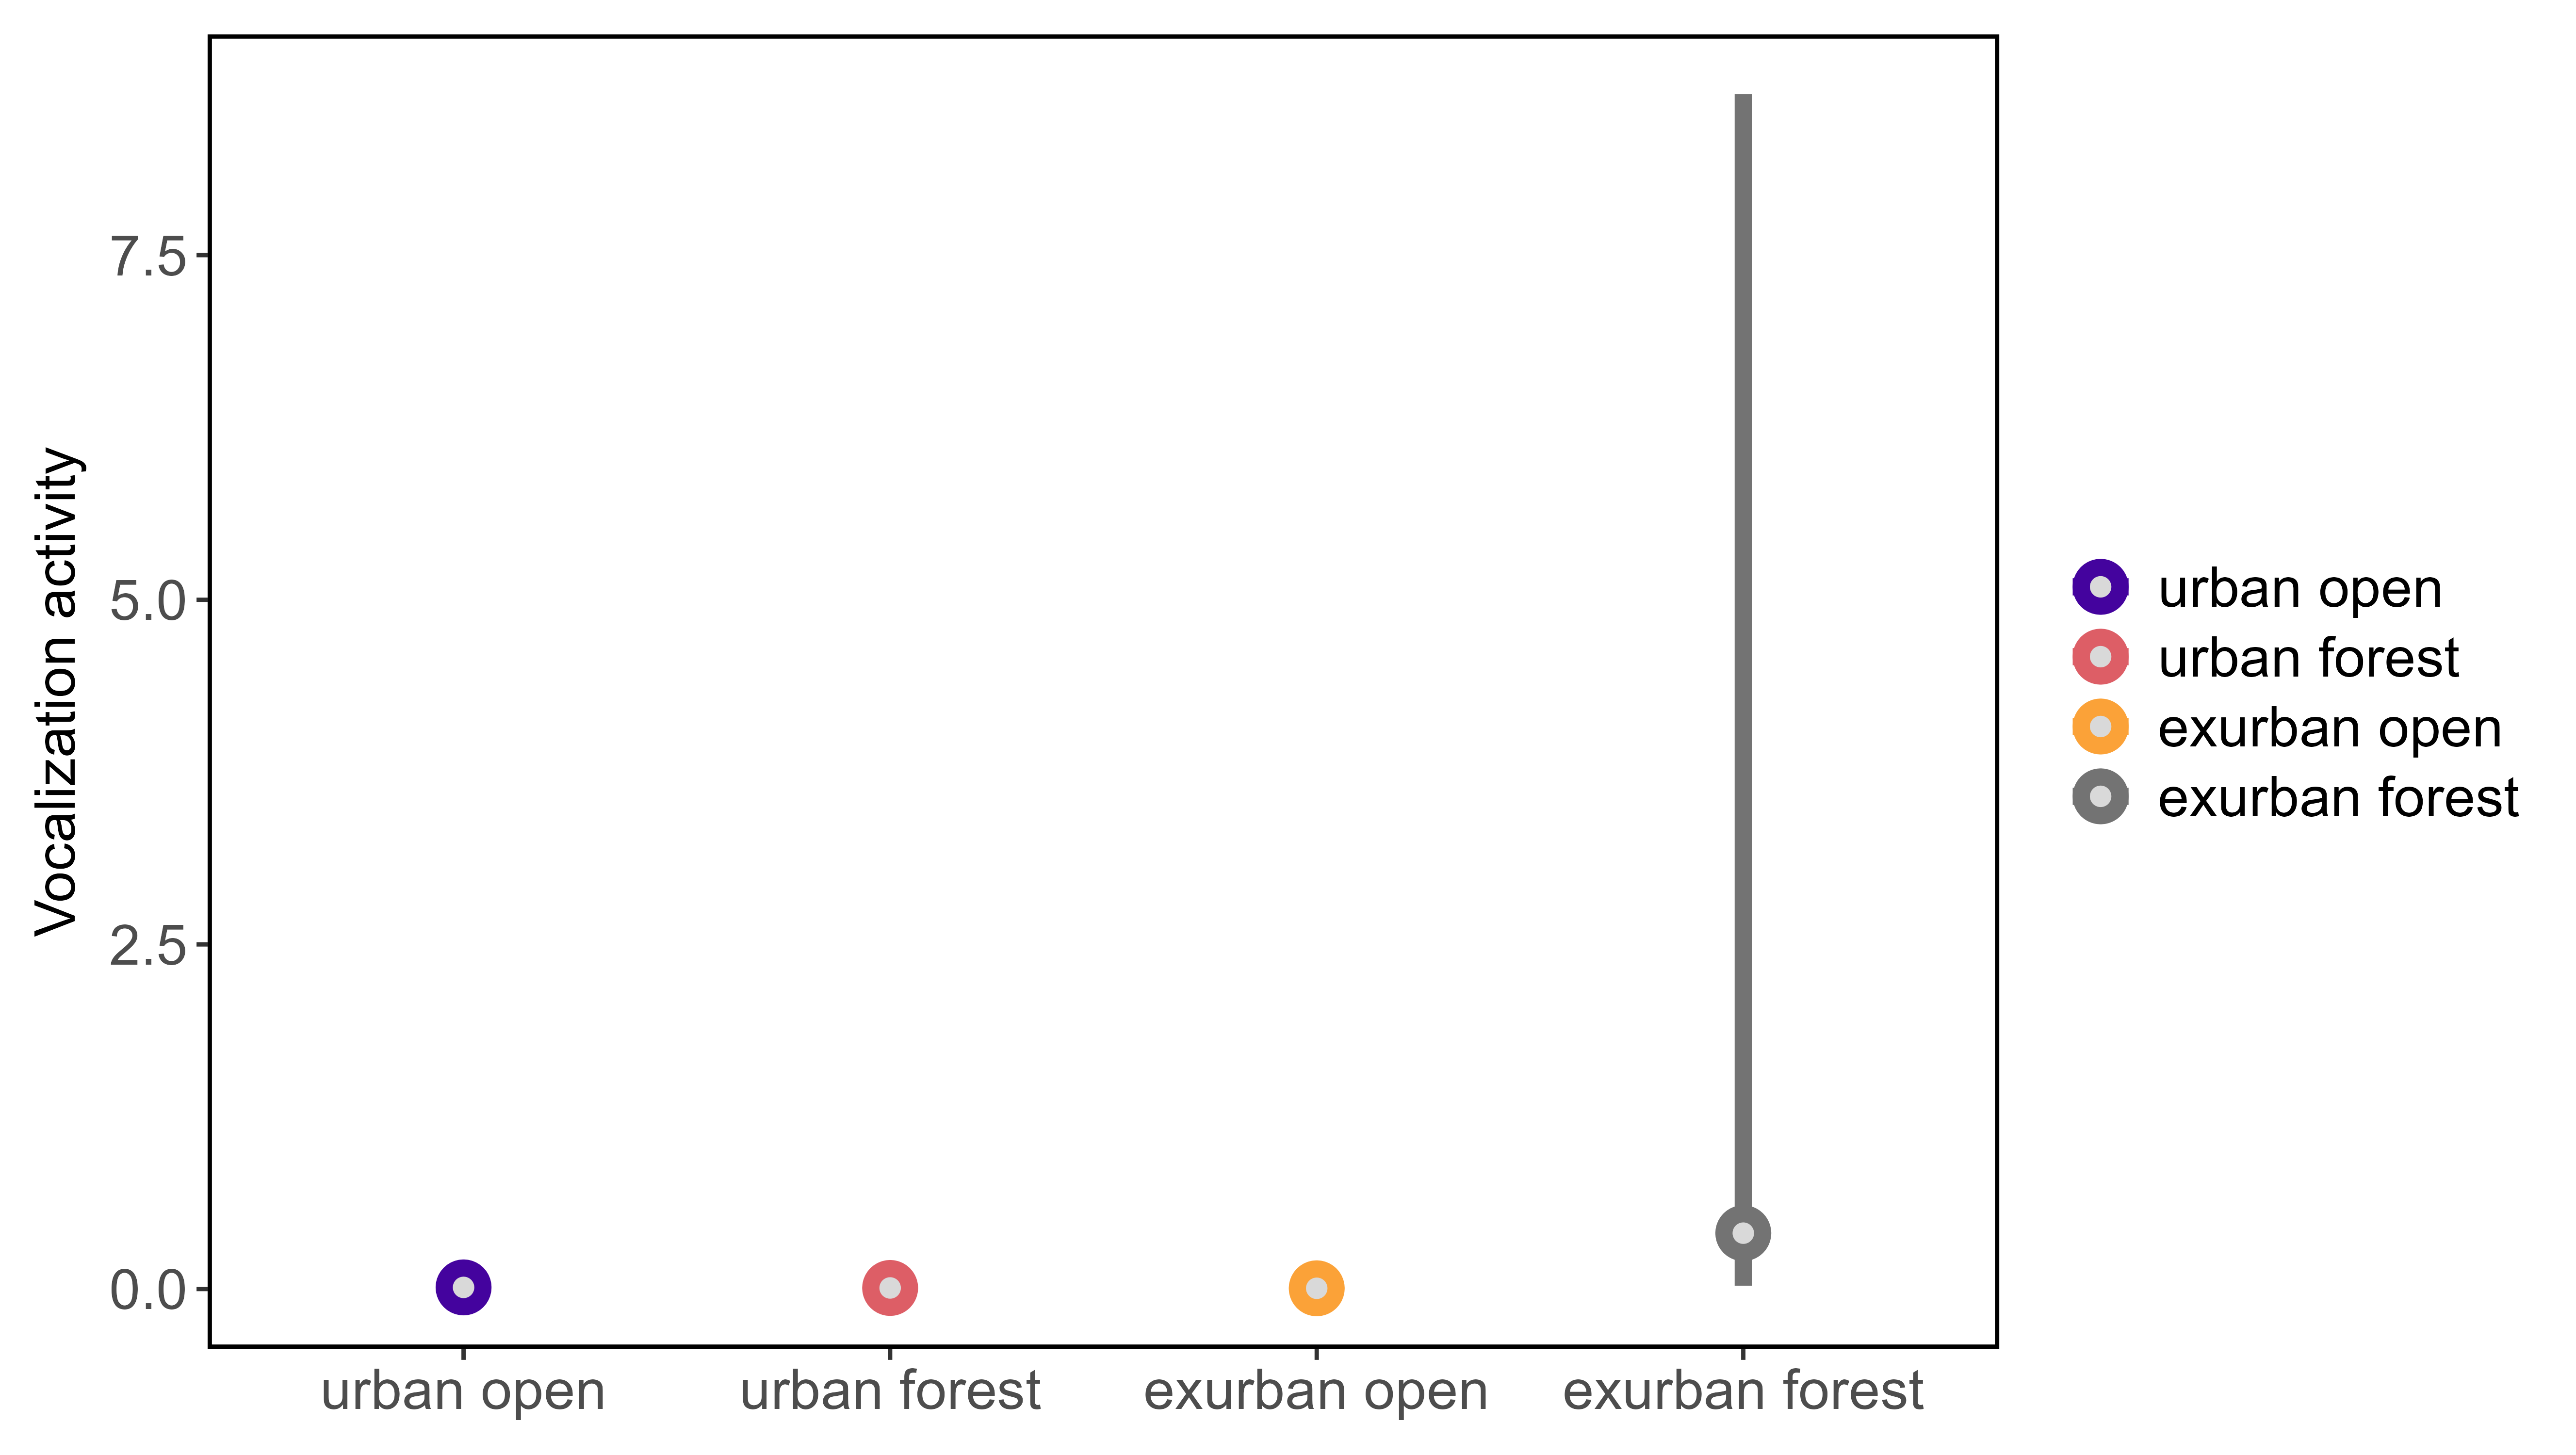 Vocalization activity
7.5
5.0
2.5
0.0
urban open
urban forest
exurban open
exurban forest
urban open
urban forest
exurban open
exurban forest